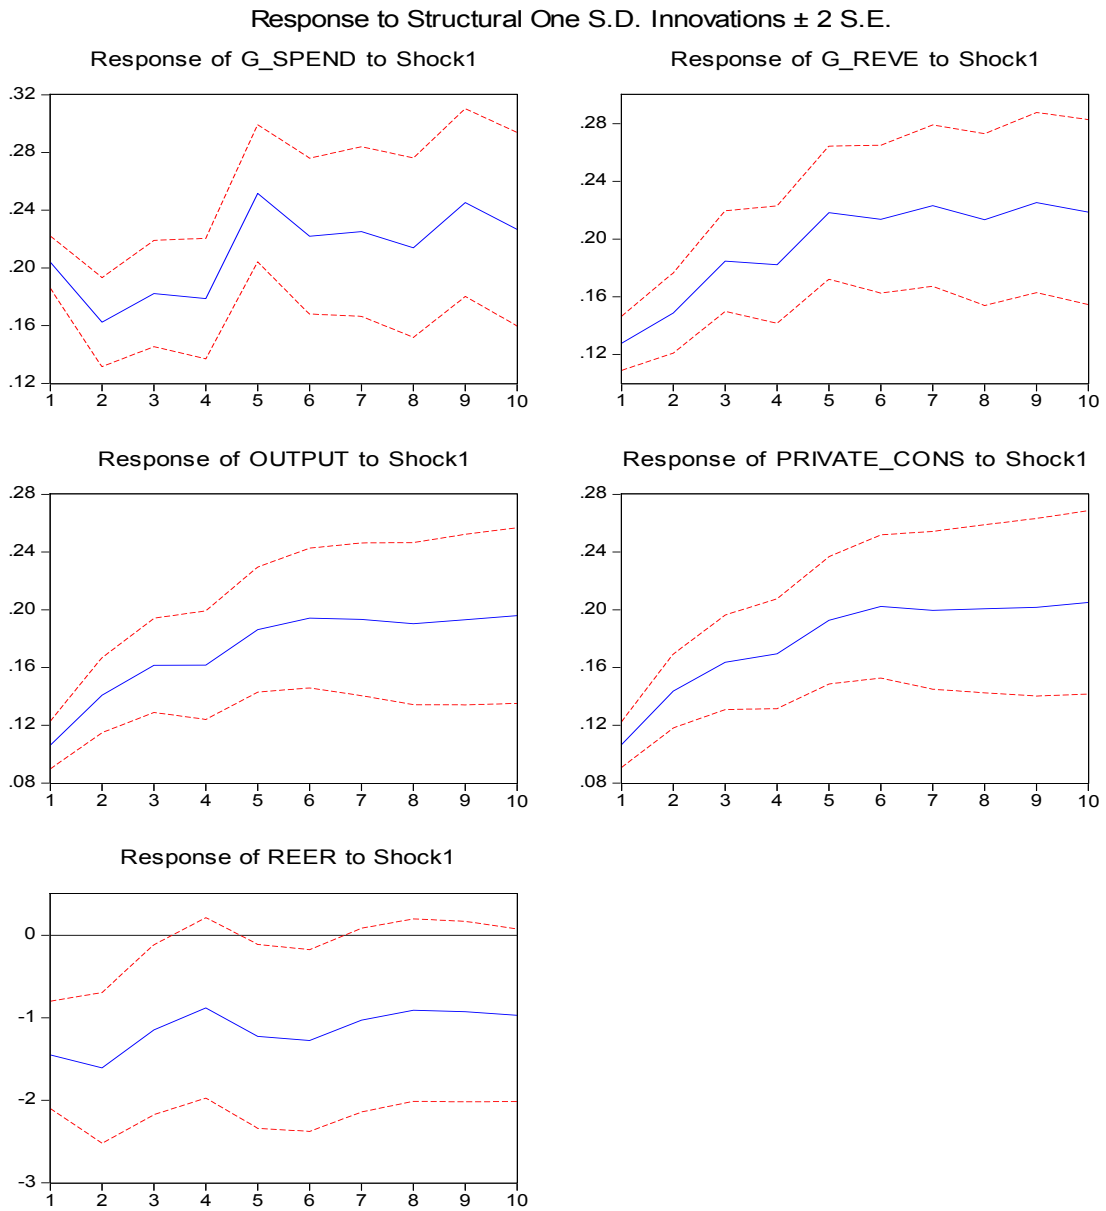 Response to Structural One S.D. Innovations ± 2 S.E.
Response of G_SPEND to Shock1
.32
.28
.24
.20
.16
.12
1 2 3 4 5 6 7 8 9 10
Response of G_REVE to Shock1
.28
.24
.20
.16
.12
1 2 3 4 5 6 7 8 9 10
Response of OUTPUT to Shock1
.28
.24
.20
.16
.12
.08
1 2 3 4 5 6 7 8 9 10
Response of PRIVATE_CONS to Shock1
.28
.24
.20
.16
.12
.08
1 2 3 4 5 6 7 8 9 10
Response of REER to Shock1
0
-1
-2
-3
1 2 3 4 5 6 7 8 9 10